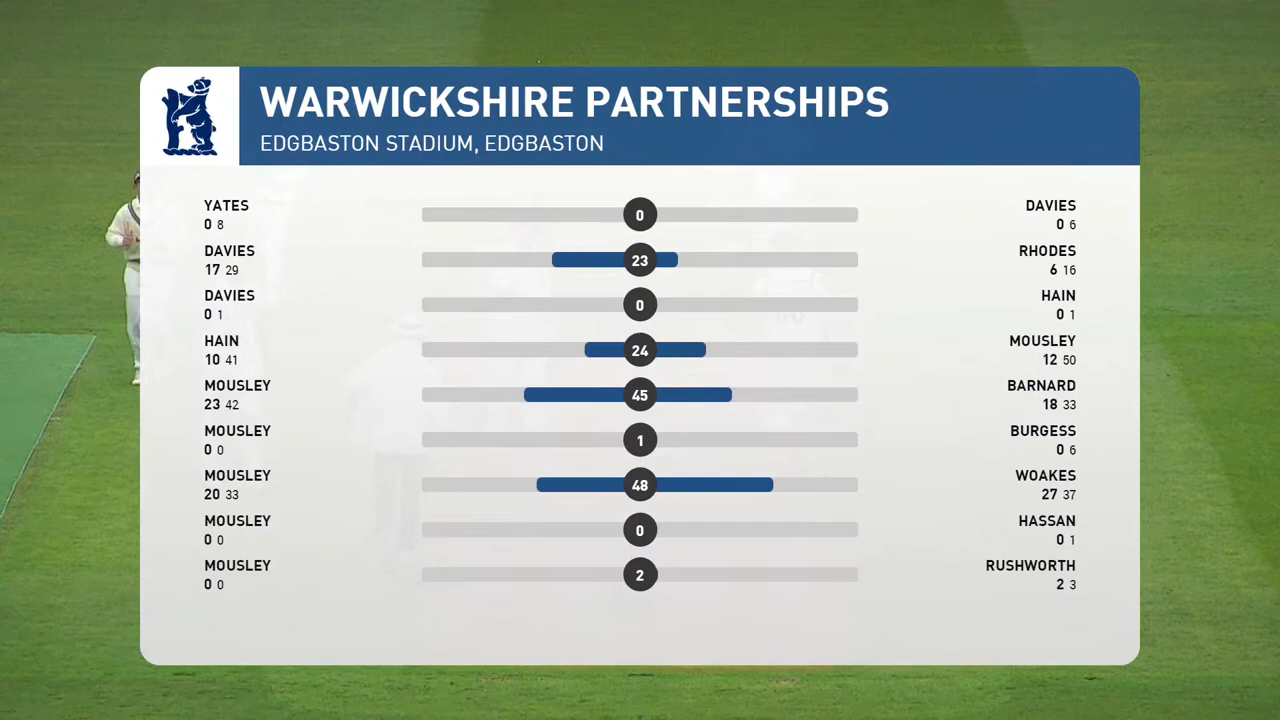 WARWICKSHIRE PARTNERSHIPS
EDGBASTON STADIUM, EDGBASTON
YATES 0 DAVIES
0 8 0 6
DAVIES 23 RHODES
17 29 6 16
DAVIES 0 HAIN
0 1 0 1
HAIN 24 MOUSLEY
10 41 12 50
MOUSLEY 45 BARNARD
23 42 18 33
MOUSLEY 1 BURGESS
0 0 0 6
MOUSLEY 48 WOAKES
20 33 27 37
MOUSLEY 0 HASSAN
0 0 0 1
MOUSLEY 2 RUSHWORTH
0 0 2 3